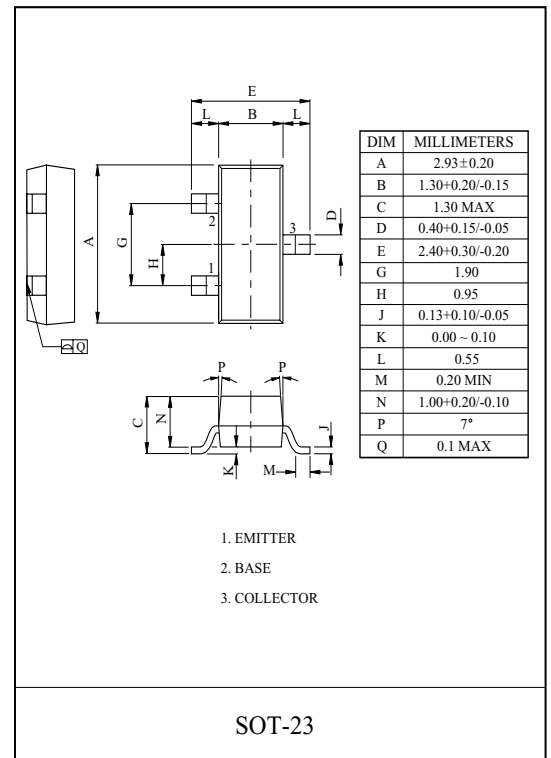 E
L B L
A
G
H
2
1
3
D
Q
P P
C
N
K
M
J
DIM MILLIMETERS
A 2.93±0.20
B 1.30+0.20/-0.15
C 1.30 MAX
D 0.40+0.15/-0.05
E 2.40+0.30/-0.20
G 1.90
H 0.95
J 0.13+0.10/-0.05
K 0.00 ~ 0.10
L 0.55
M 0.20 MIN
N 1.00+0.20/-0.10
P 7°
Q 0.1 MAX
1. EMITTER
2. BASE
3. COLLECTOR
SOT-23